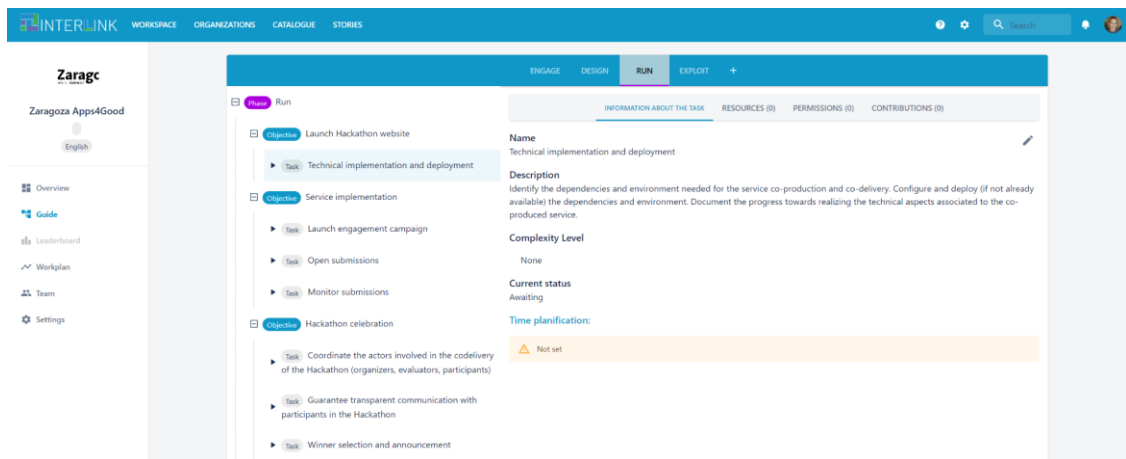 INTERLINK WORKSPACE ORGANIZATIONS CATALOGUE STORIES Search
Zaragc
Zaragoza Apps4Good
English
Overview
Guide
Leaderboard
Workplan
Team
Settings
ENGAGE DESIGN RUN EXPLOIT +
Phase Run
Objective Launch Hackathon website
Task Technical implementation and deployment
Objective Service implementation
Task Launch engagement campaign
Task Open submissions
Task Monitor submissions
Objective Hackathon celebration
Task Coordinate the actors involved in the codelivery
of the Hackathon (organizers, evaluators, participants)
Task Guarantee transparent communication with
participants in the Hackathon
Task Winner selection and announcement
INFORMATION ABOUT THE TASK RESOURCES (0) PERMISSIONS (0) CONTRIBUTIONS (0)
Name
Technical implementation and deployment
Description
Identify the dependencies and environment needed for the service co-production and co-delivery. Configure and deploy (if not already
available) the dependencies and environment. Document the progress towards realizing the technical aspects associated to the co-
produced service.
Complexity Level
None
Current status
Awaiting
Time planification:
Not set